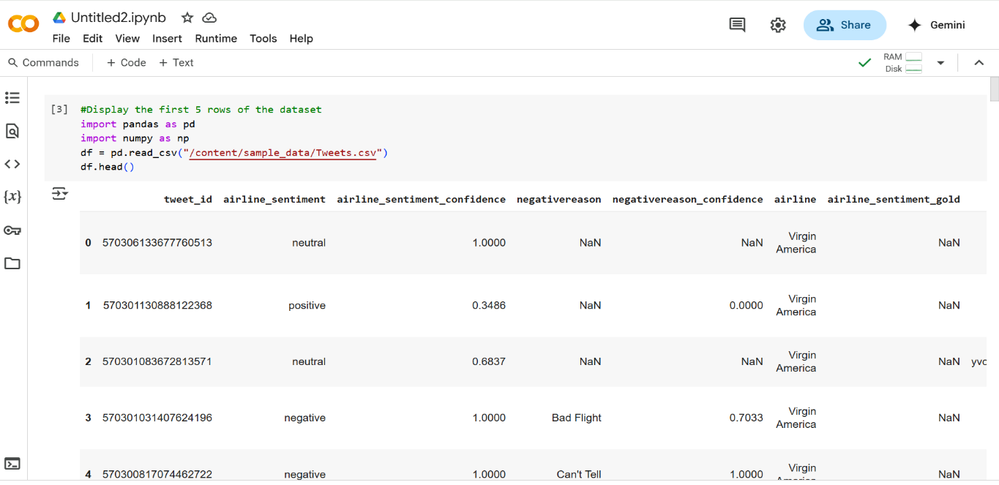 Untitled2.ipynb
File Edit View Insert Runtime Tools Help
Share
Gemini
Commands + Code + Text
RAM
Disk
[3] #Display the first 5 rows of the dataset
import pandas as pd
import numpy as np
df = pd.read_csv("/content/sample_data/Tweets.csv")
df.head()
tweet_id airline_sentiment airline_sentiment_confidence negativereason negativereason_confidence airline airline_sentiment_gold
0 570306133677760513 neutral 1.0000 NaN NaN Virgin America NaN
1 570301130888122368 positive 0.3486 NaN 0.0000 Virgin America NaN
2 570301083672813571 neutral 0.6837 NaN NaN Virgin America NaN yvo
3 570301031407624196 negative 1.0000 Bad Flight 0.7033 Virgin America NaN
4 570300817074462722 negative 1.0000 Can't Tell 1.0000 Virgin America NaN